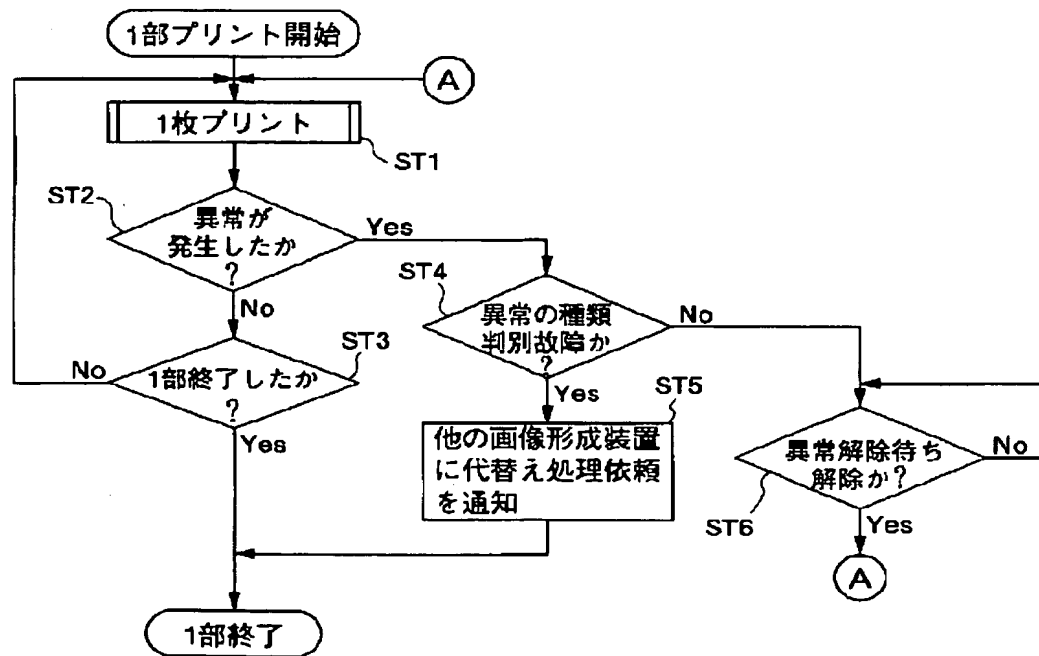 1部プリント開始
A
1枚プリント
ST1
ST2
異常が
発生したか
?
Yes
No
ST4
異常の種類
判別故障か
?
No
Yes
ST3
1部終了したか
?
No
Yes
ST5
他の画像形成装置
に代替え処理依頼
を通知
異常解除待ち
解除か?
No
ST6
Yes
A
1部終了